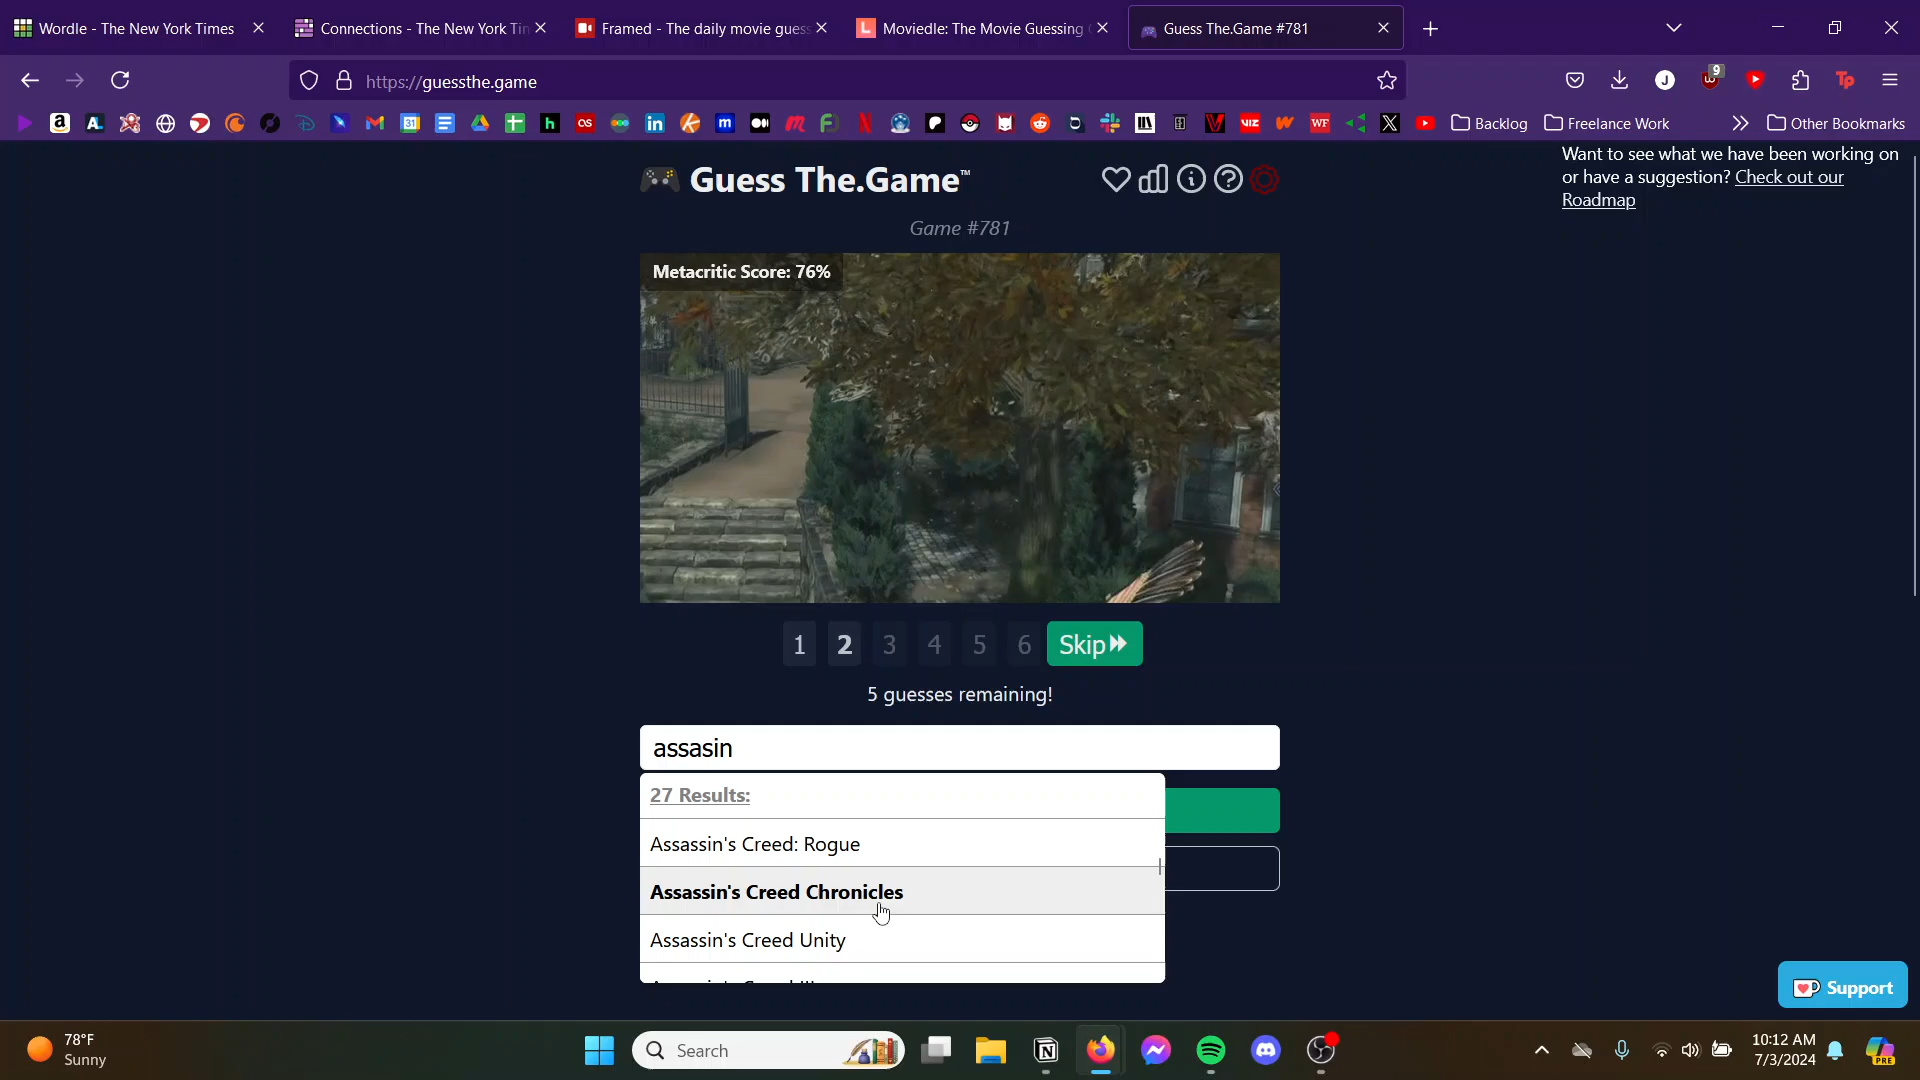 Wordle - The New York Times
Connections - The New York Tin
Framed - The daily movie guess
Moviedle: The Movie Guessing
Guess The.Game #781
https://guessthe.game
9
Backlog
Freelance Work
Other Bookmarks
Guess The.Game™
Want to see what we have been working on
or have a suggestion? Check out our
Roadmap
Game #781
Metacritic Score: 76%
1 2 3 4 5 6 Skip
5 guesses remaining!
assasin
27 Results:
Assassin's Creed: Rogue
Assassin's Creed Chronicles
Assassin's Creed Unity
Support
78°F
Sunny
Search
10:12 AM
7/3/2024